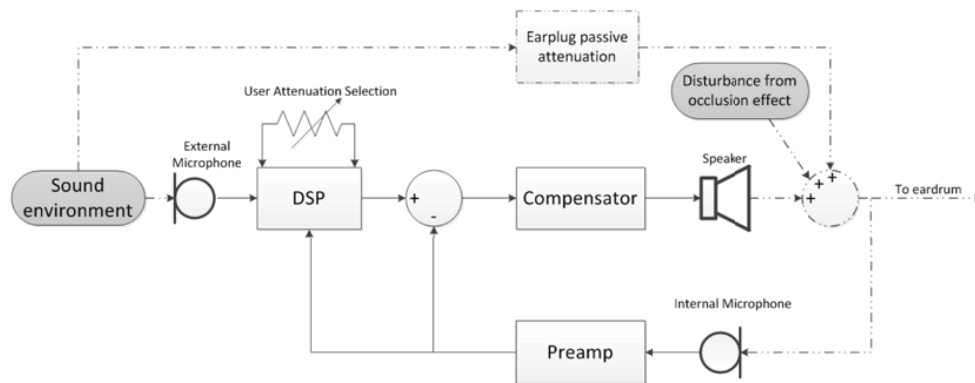 Earplug passive
attenuation
Disturbance from
occlusion effect
User Attenuation Selection
External
Microphone
Speaker
Sound
environment
DSP
+
-
Compensator
+
+
+
To eardrum
Internal Microphone
Preamp